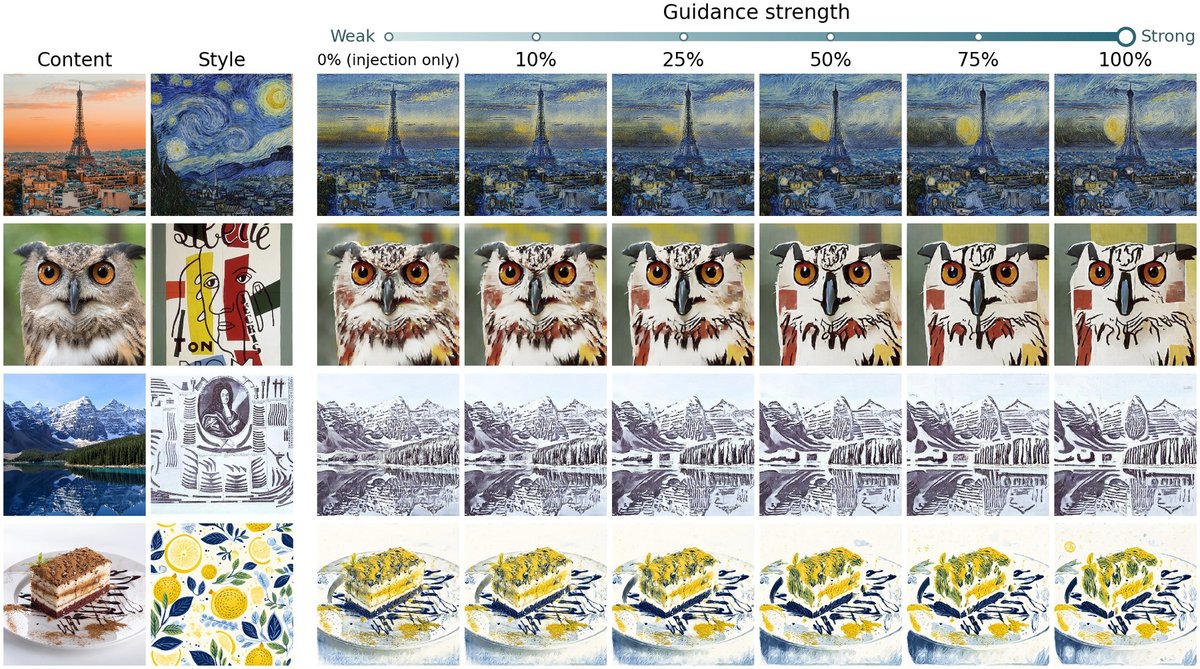 Guidance strength
Weak
Strong
Content
Style
0% (injection only)
10%
25%
50%
75%
100%
TON